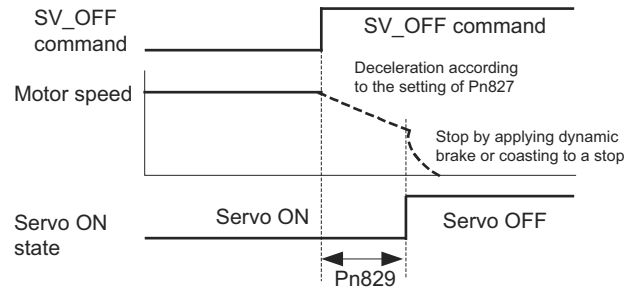 SV_OFF
command
SV_OFF command
Deceleration according
to the setting of Pn827
Motor speed
Stop by applying dynamic
brake or coasting to a stop
Servo ON
state
Servo ON
Servo OFF
Pn829